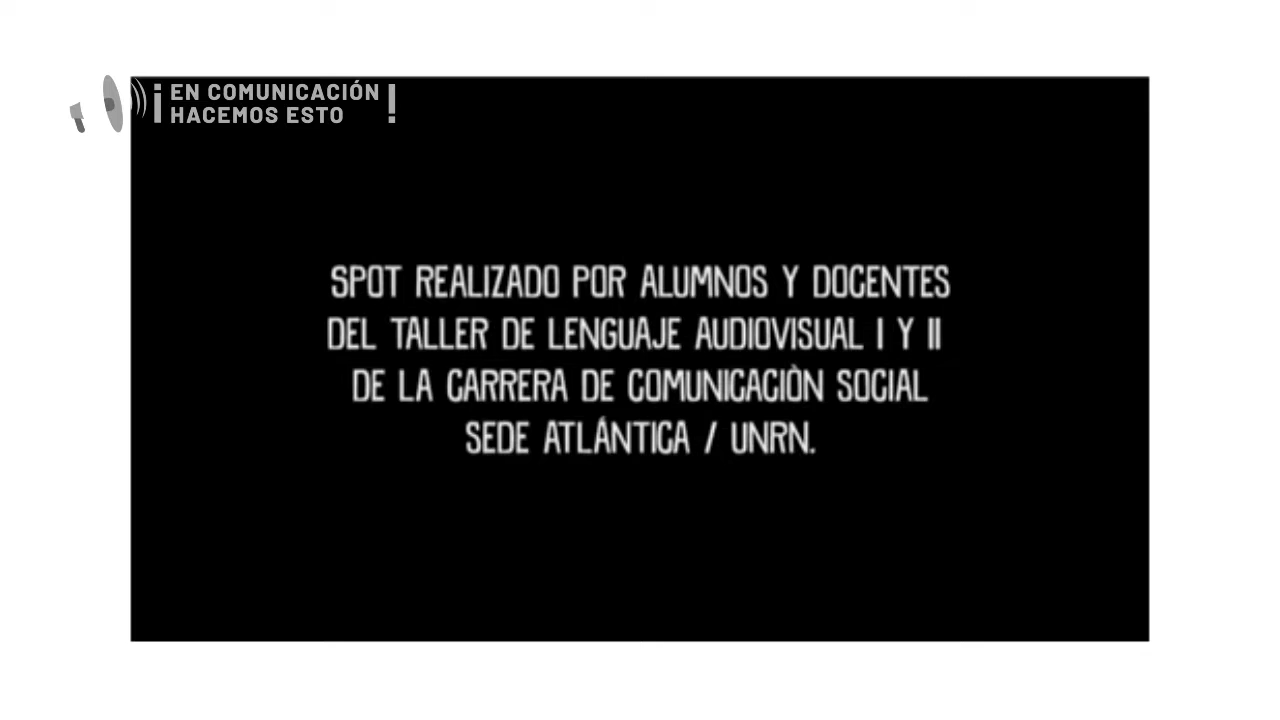 ¡EN COMUNICACIÓN
HACEMOS ESTO!
SPOT REALIZADO POR ALUMNOS Y DOCENTES
DEL TALLER DE LENGUAJE AUDIOVISUAL I Y II
DE LA CARRERA DE COMUNICACIÒN SOCIAL
SEDE ATLÁNTICA / UNRN.